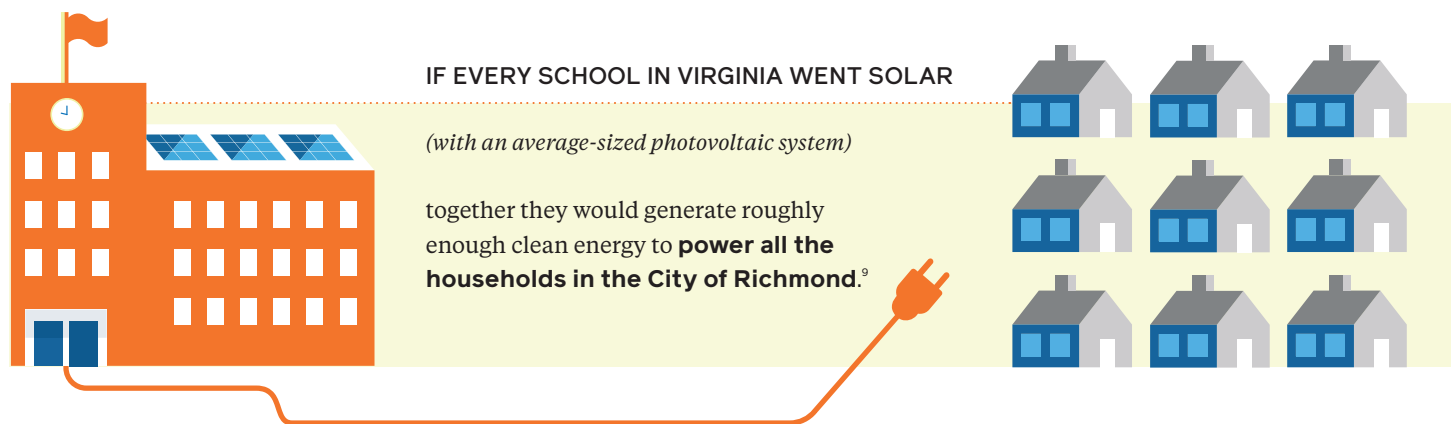 IF EVERY SCHOOL IN VIRGINIA WENT SOLAR
(with an average-sized photovoltaic system)
together they would generate roughly
enough clean energy to power all the
households in the City of Richmond.⁹